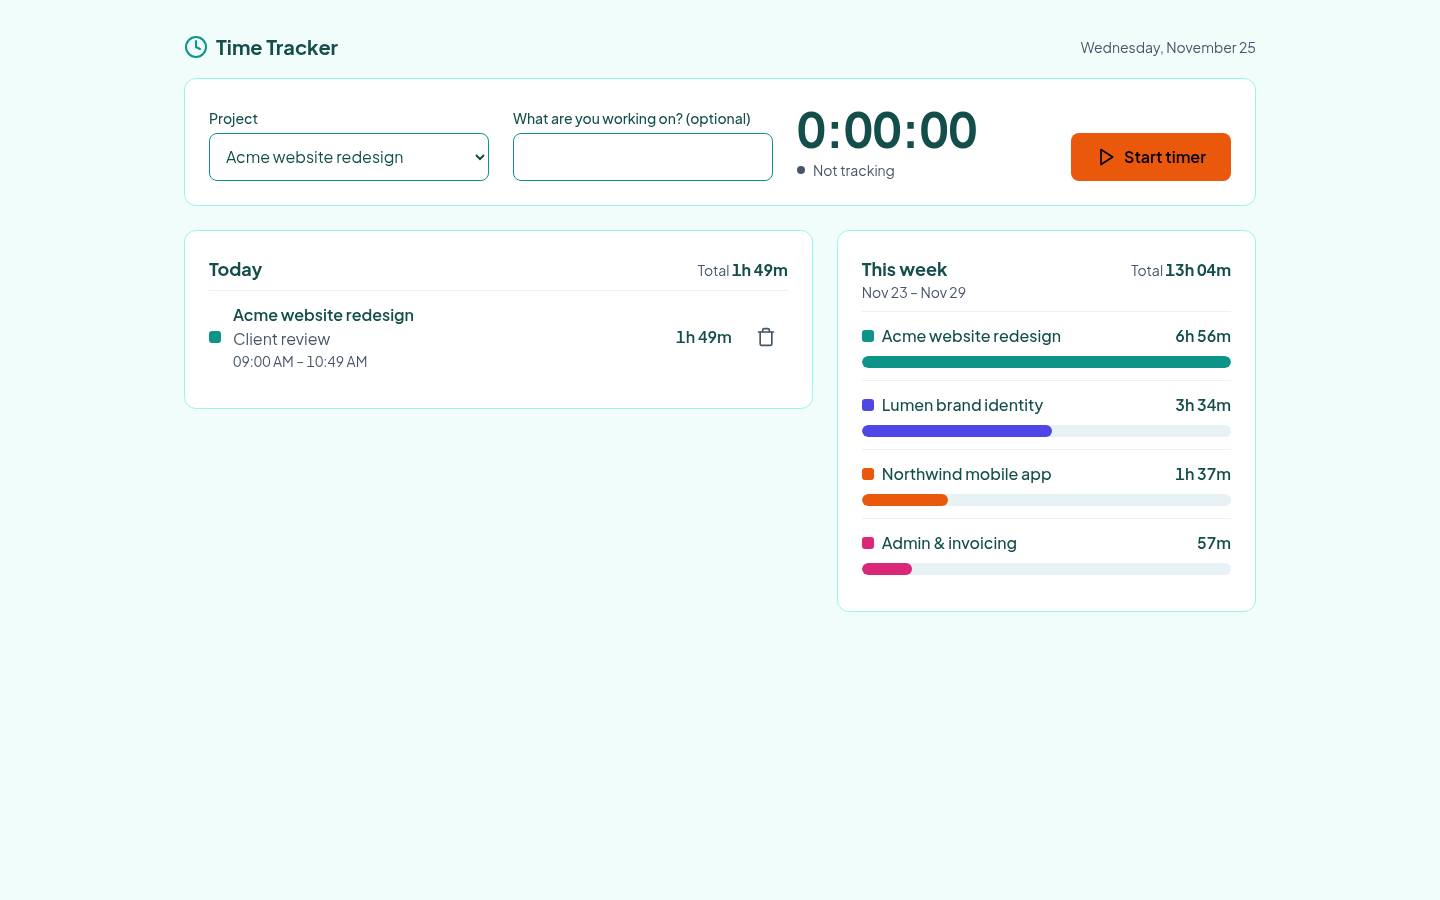 Time Tracker
Wednesday, November 25
Project
Acme website redesign
What are you working on? (optional)
0:00:00
Not tracking
Start timer
Today
Total 1h 49m
Acme website redesign
Client review
09:00 AM – 10:49 AM
1h 49m
This week
Total 13h 04m
Nov 23 – Nov 29
Acme website redesign
6h 56m
Lumen brand identity
3h 34m
Northwind mobile app
1h 37m
Admin & invoicing
57m